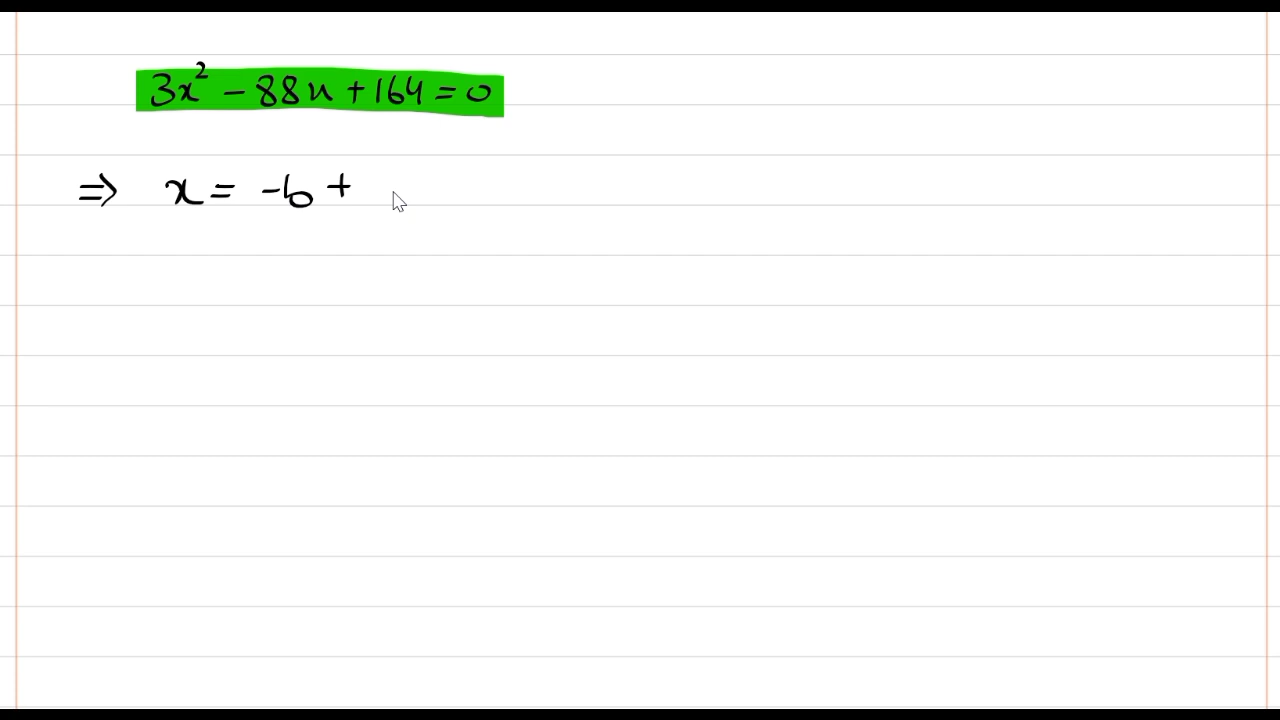 3x² - 88x + 164 = 0
⇒ x = -b +